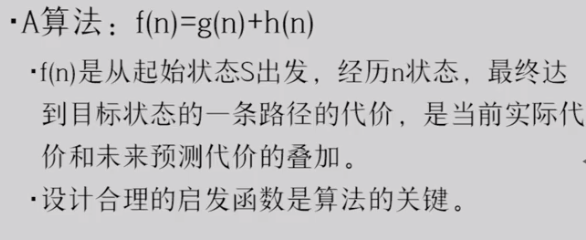 ·A算法：f(n)=g(n)+h(n)
·f(n)是从起始状态S出发，经历n状态，最终达
到目标状态的一条路径的代价，是当前实际代
价和未来预测代价的叠加。
·设计合理的启发函数是算法的关键。